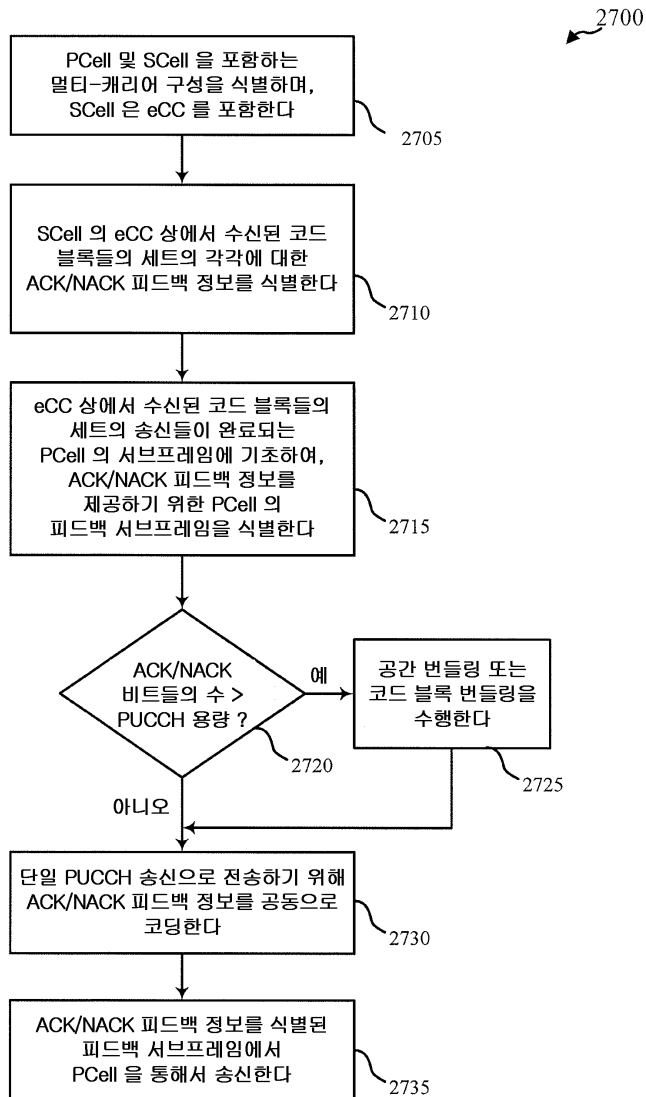 2700
PCell 및 SCell 을 포함하는
멀티-캐리어 구성을 식별하며,
SCell 은 eCC 를 포함한다
2705
SCell 의 eCC 상에서 수신된 코드
블록들의 세트의 각각에 대한
ACK/NACK 피드백 정보를 식별한다
2710
eCC 상에서 수신된 코드 블록들의
세트의 송신들이 완료되는
PCell 의 서브프레임에 기초하여,
ACK/NACK 피드백 정보를
제공하기 위한 PCell 의
피드백 서브프레임을 식별한다
2715
ACK/NACK
비트들의 수 >
PUCCH 용량 ?
2720
예
공간 번들링 또는
코드 블록 번들링을
수행한다
2725
아니오
단일 PUCCH 송신으로 전송하기 위해
ACK/NACK 피드백 정보를 공동으로
코딩한다
2730
ACK/NACK 피드백 정보를 식별된
피드백 서브프레임에서
PCell 을 통해서 송신한다
2735